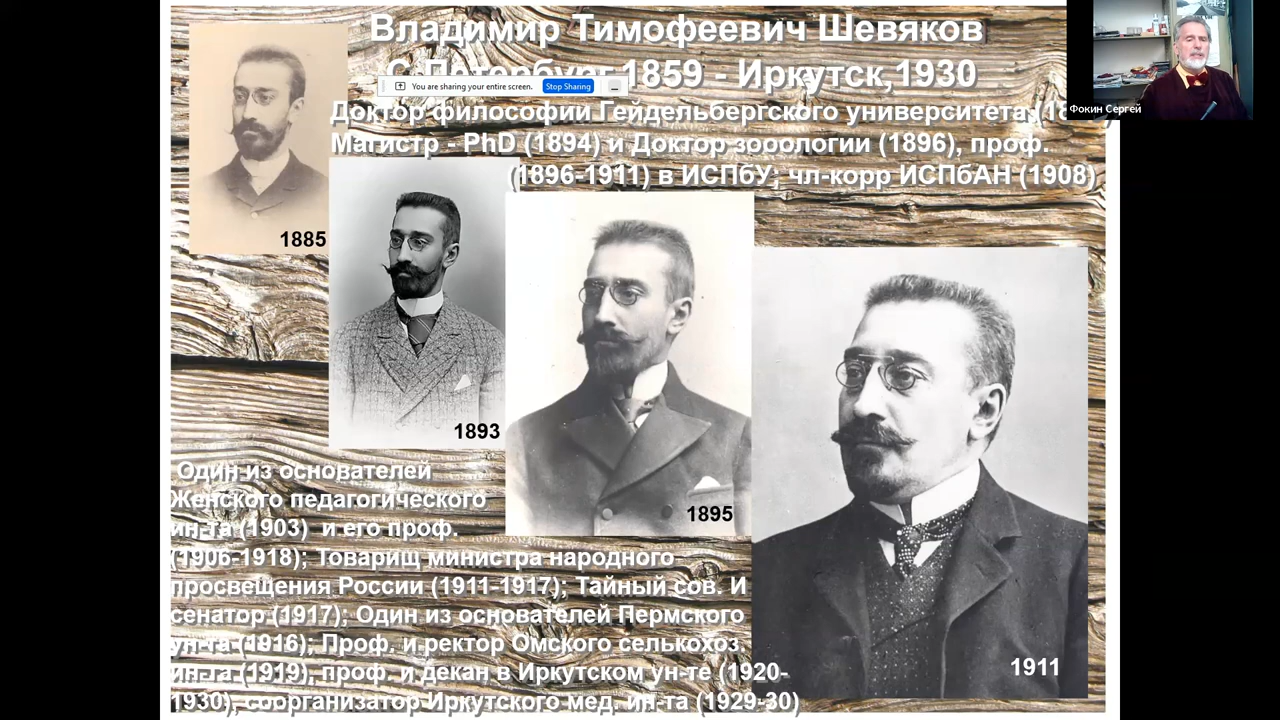 Владимир Тимофеевич Шевяков
С.Петербург,1859 - Иркутск,1930
You are sharing your entire screen. Stop Sharing ...
Фокин Сергей
Доктор философии Гейдельбергского университета
Магистр - PhD (1894) и Доктор зооологии (1896), проф.
(1896-1911) в ИСПбУ; чл-корр ИСПбАН (1908)
1885
1893
1895
1911
Один из основателей
Женского педагогического
ин-та (1903) и его проф.
(1906-1918); Товарищ министра народного
просвещения России (1911-1917); Тайный сов. И
сенатор (1917); Один из основателей Пермского
ун-та (1916); Проф. и ректор Омского селькохоз.
ин-та (1919), проф. и декан в Иркутском ун-те (1920-
1930), соорганизатор Иркутского мед. ин-та (1929-30)